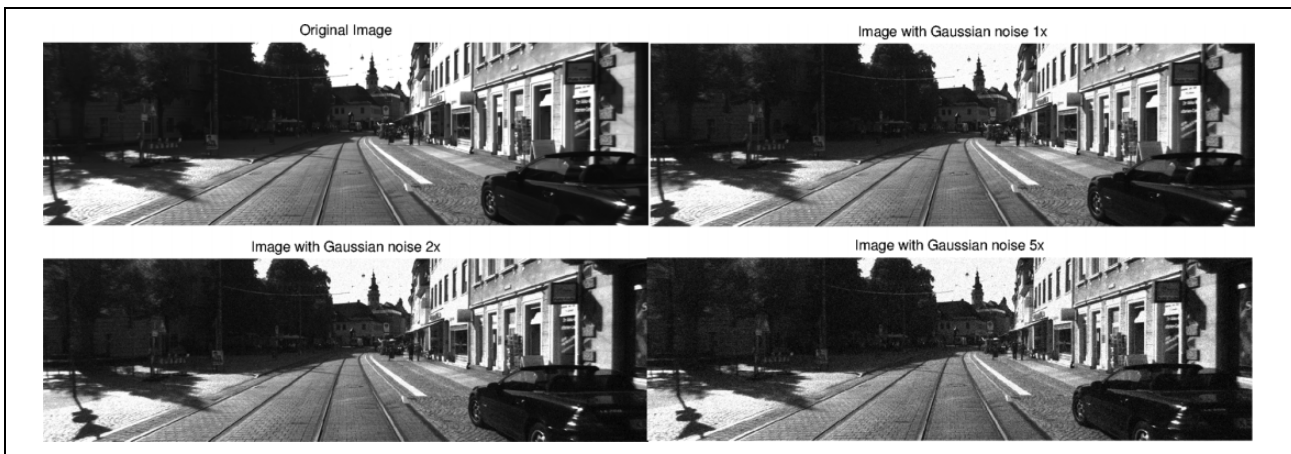 Original Image
Image with Gaussian noise 1x
Image with Gaussian noise 2x
Image with Gaussian noise 5x